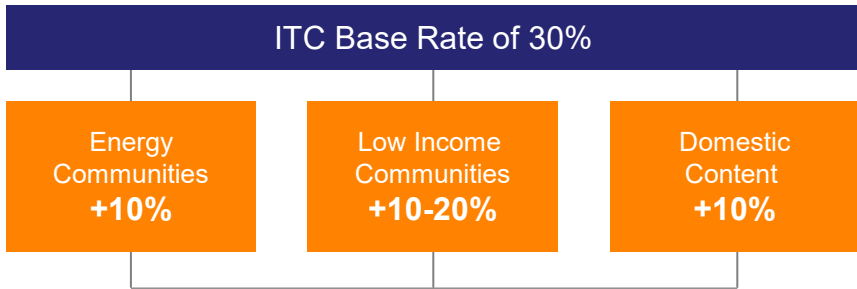 ITC Base Rate of 30%
Energy
Communities
+10%
Low Income
Communities
+10-20%
Domestic
Content
+10%